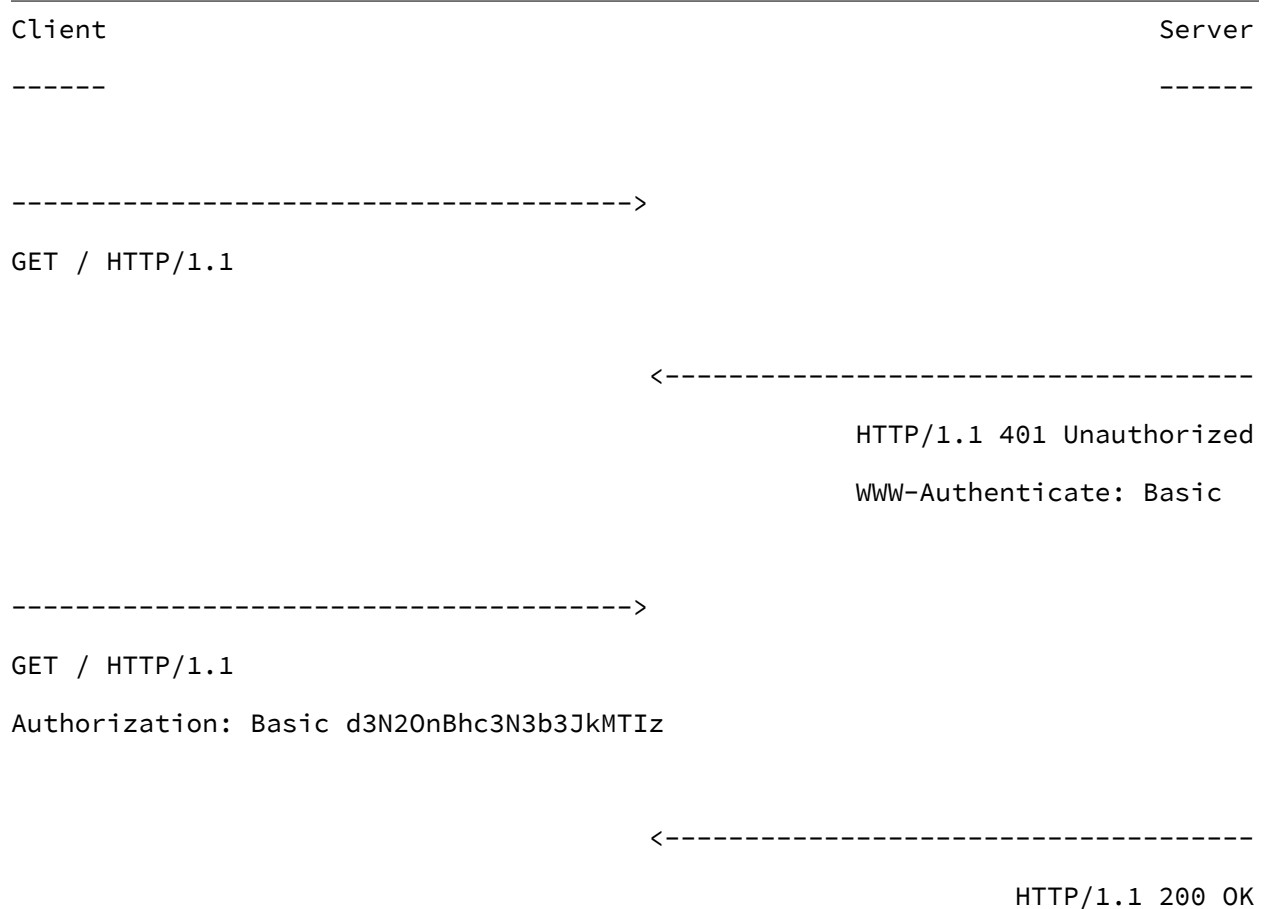 Client Server
------ ------
--------------------------------------->
GET / HTTP/1.1
<-------------------------------------
HTTP/1.1 401 Unauthorized
WWW-Authenticate: Basic
--------------------------------------->
GET / HTTP/1.1
Authorization: Basic d3N2OnBhc3N3b3JkMTIz
<-------------------------------------
HTTP/1.1 200 OK